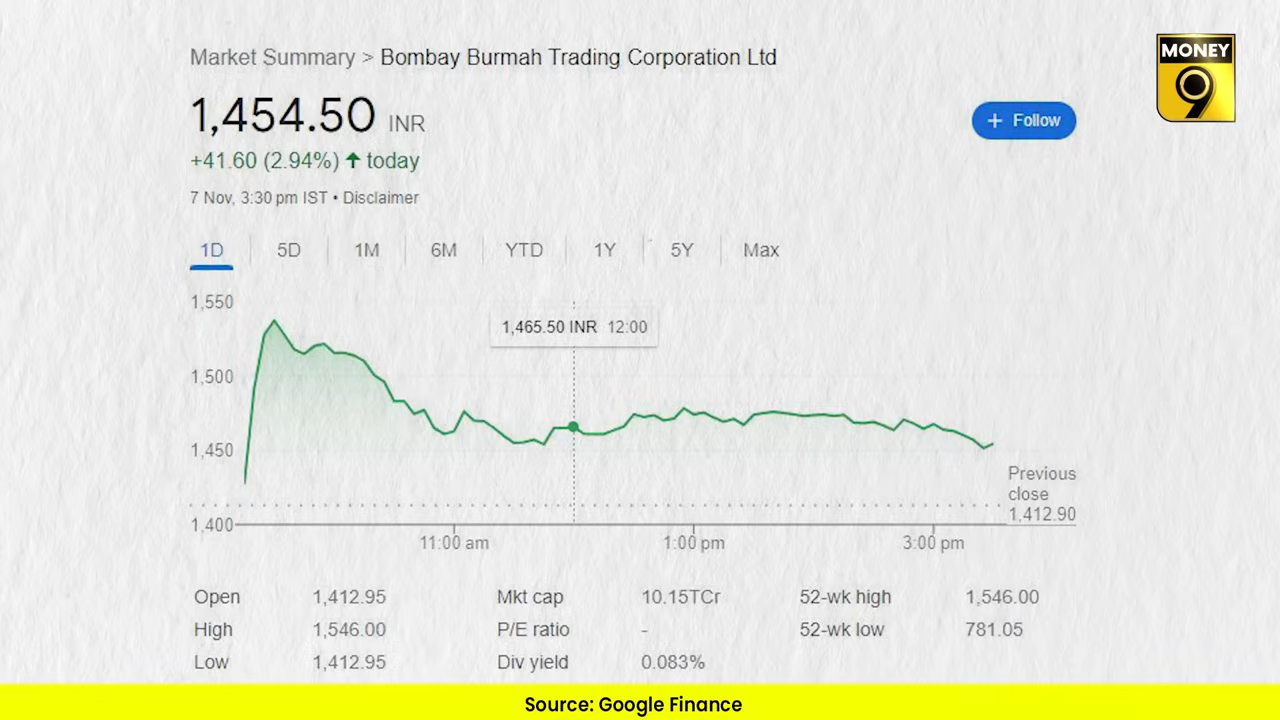 MONEY
9
Market Summary > Bombay Burmah Trading Corporation Ltd
1,454.50 INR
+ Follow
+41.60 (2.94%) ↑ today
7 Nov, 3:30 pm IST • Disclaimer
1D 5D 1M 6M YTD 1Y 5Y Max
1,550
1,465.50 INR 12:00
1,500
1,450
Previous
close
1,412.90
1,400
11:00 am 1:00 pm 3:00 pm
Open 1,412.95 Mkt cap 10.15TCr 52-wk high 1,546.00
High 1,546.00 P/E ratio - 52-wk low 781.05
Low 1,412.95 Div yield 0.083%
Source: Google Finance